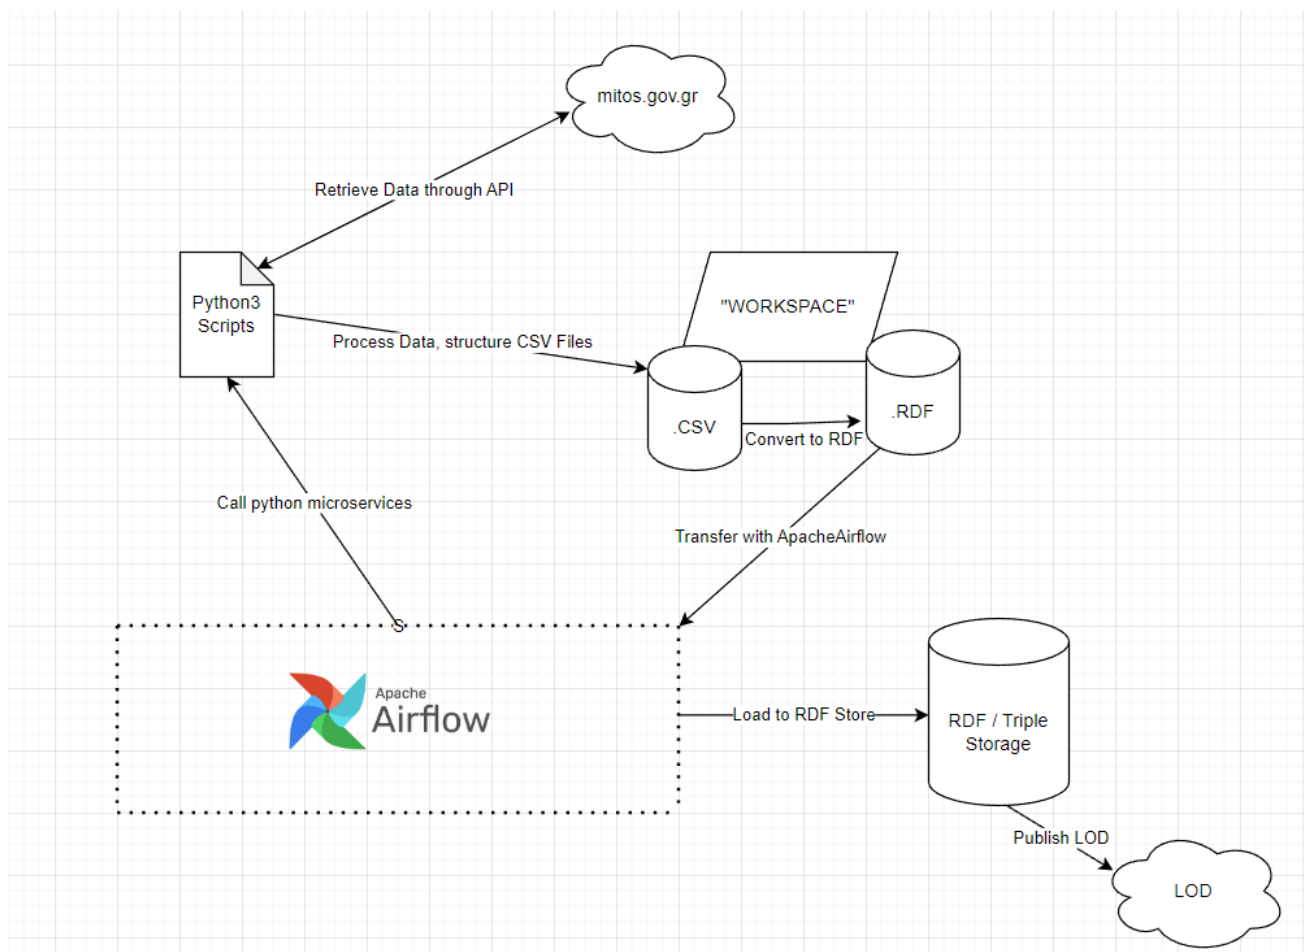 mitos.gov.gr
Retrieve Data through API
Python3
Scripts
"WORKSPACE"
Process Data, structure CSV Files
.CSV
.RDF
Convert to RDF
Call python microservices
Transfer with ApacheAirflow
S
Apache
Airflow
Load to RDF Store
RDF / Triple
Storage
Publish LOD
LOD